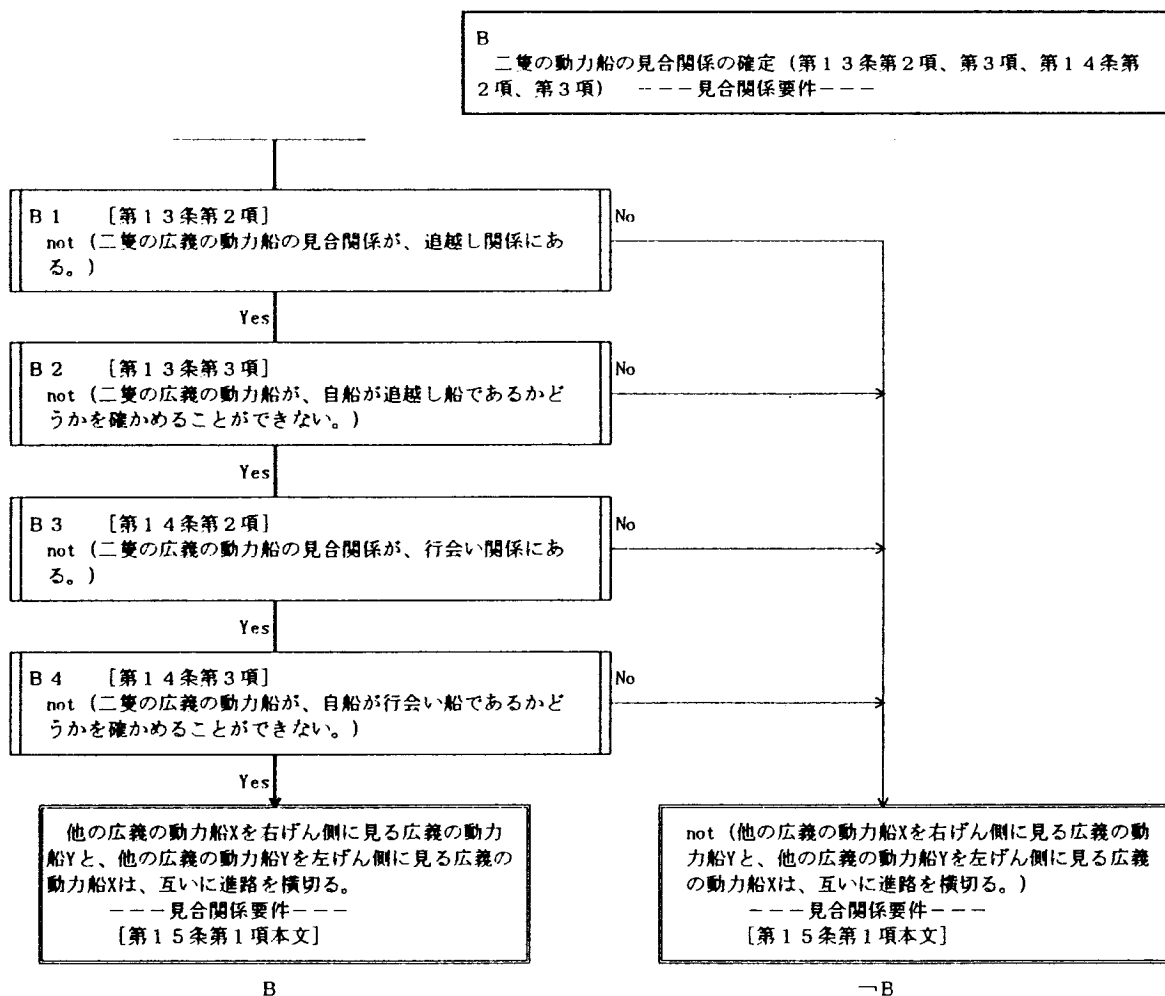 B
二隻の動力船の見合関係の確定（第１３条第２項、第３項、第１４条第
２項、第３項）　－－－見合関係要件－－－
B１　［第１３条第２項］
not（二隻の広義の動力船の見合関係が、追越し関係にあ
る。）
No
Yes
B２　［第１３条第３項］
not（二隻の広義の動力船が、自船が追越し船であるかど
うかを確かめることができない。）
No
Yes
B３　［第１４条第２項］
not（二隻の広義の動力船の見合関係が、行会い関係にあ
る。）
No
Yes
B４　［第１４条第３項］
not（二隻の広義の動力船が、自船が行会い船であるかど
うかを確かめることができない。）
No
Yes
他の広義の動力船Xを右げん側に見る広義の動力
船Yと、他の広義の動力船Yを左げん側に見る広義の
動力船Xは、互いに進路を横切る。
－－－見合関係要件－－－
［第１５条第１項本文］
B
not（他の広義の動力船Xを右げん側に見る広義の動
力船Yと、他の広義の動力船Yを左げん側に見る広義
の動力船Xは、互いに進路を横切る。）
－－－見合関係要件－－－
［第１５条第１項本文］
￢B